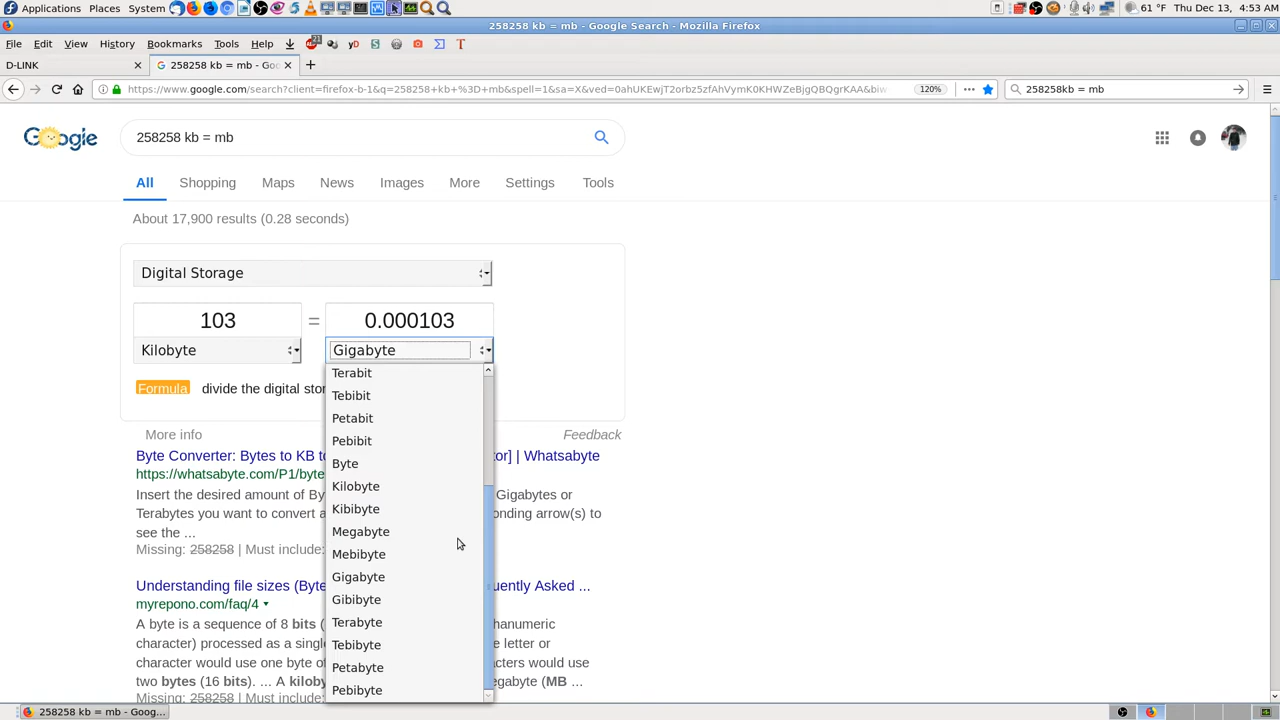 Applications Places System 61 °F Thu Dec 13, 4:53 AM
258258 kb = mb - Google Search - Mozilla Firefox
File Edit View History Bookmarks Tools Help 21 yD S T
D-LINK 258258 kb = mb - Goo
https://www.google.com/search?client=firefox-b-1&q=258258+kb+%3D+mb&spell=1&sa=X&ved=0ahUKEwjT2orbz5zfAhVymK0KHWZeBjgQBQgrKAA&biw 120% 258258kb = mb
Google 258258 kb = mb
All Shopping Maps News Images More Settings Tools
About 17,900 results (0.28 seconds)
Digital Storage
103 = 0.000103
Kilobyte Gigabyte
Formula divide the digital stor
Terabit
Tebibit
Petabit
Pebibit
Byte
Kilobyte
Kibibyte
Megabyte
Mebibyte
Gigabyte
Gibibyte
Terabyte
Tebibyte
Petabyte
Pebibyte
More info Feedback
Byte Converter: Bytes to KB to or] | Whatsabyte
https://whatsabyte.com/P1/byte
Insert the desired amount of By Gigabytes or
Terabytes you want to convert a onding arrow(s) to
see the ...
Missing: 258258 | Must include:
Understanding file sizes (Byte uently Asked ...
myrepono.com/faq/4
A byte is a sequence of 8 bits ( hanumeric
character) processed as a single e letter or
character would use one byte of cters would use
two bytes (16 bits). ... A kiloby egabyte (MB ...
Missing: 258258 | Must include:
258258 kb = mb - Goog...